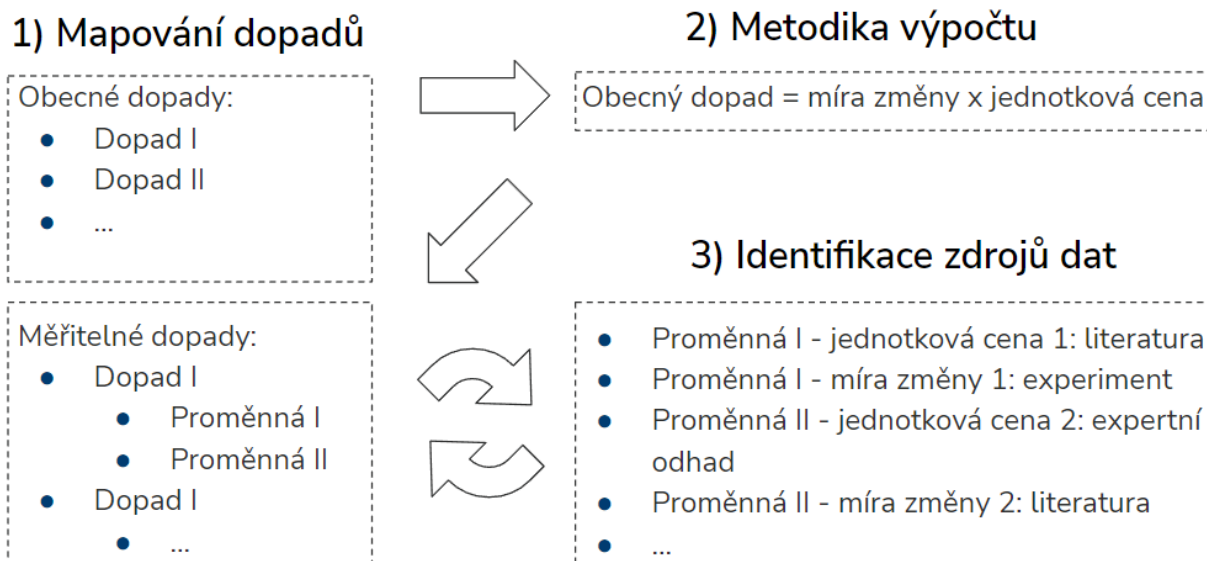 1) Mapování dopadů
Obecné dopady:
● Dopad I
● Dopad II
● ...
Měřitelné dopady:
● Dopad I
● Proměnná I
● Proměnná II
● Dopad I
● ...
2) Metodika výpočtu
Obecný dopad = míra změny x jednotková cena
3) Identifikace zdrojů dat
● Proměnná I - jednotková cena 1: literatura
● Proměnná I - míra změny 1: experiment
● Proměnná II - jednotková cena 2: expertní
odhad
● Proměnná II - míra změny 2: literatura
● ...